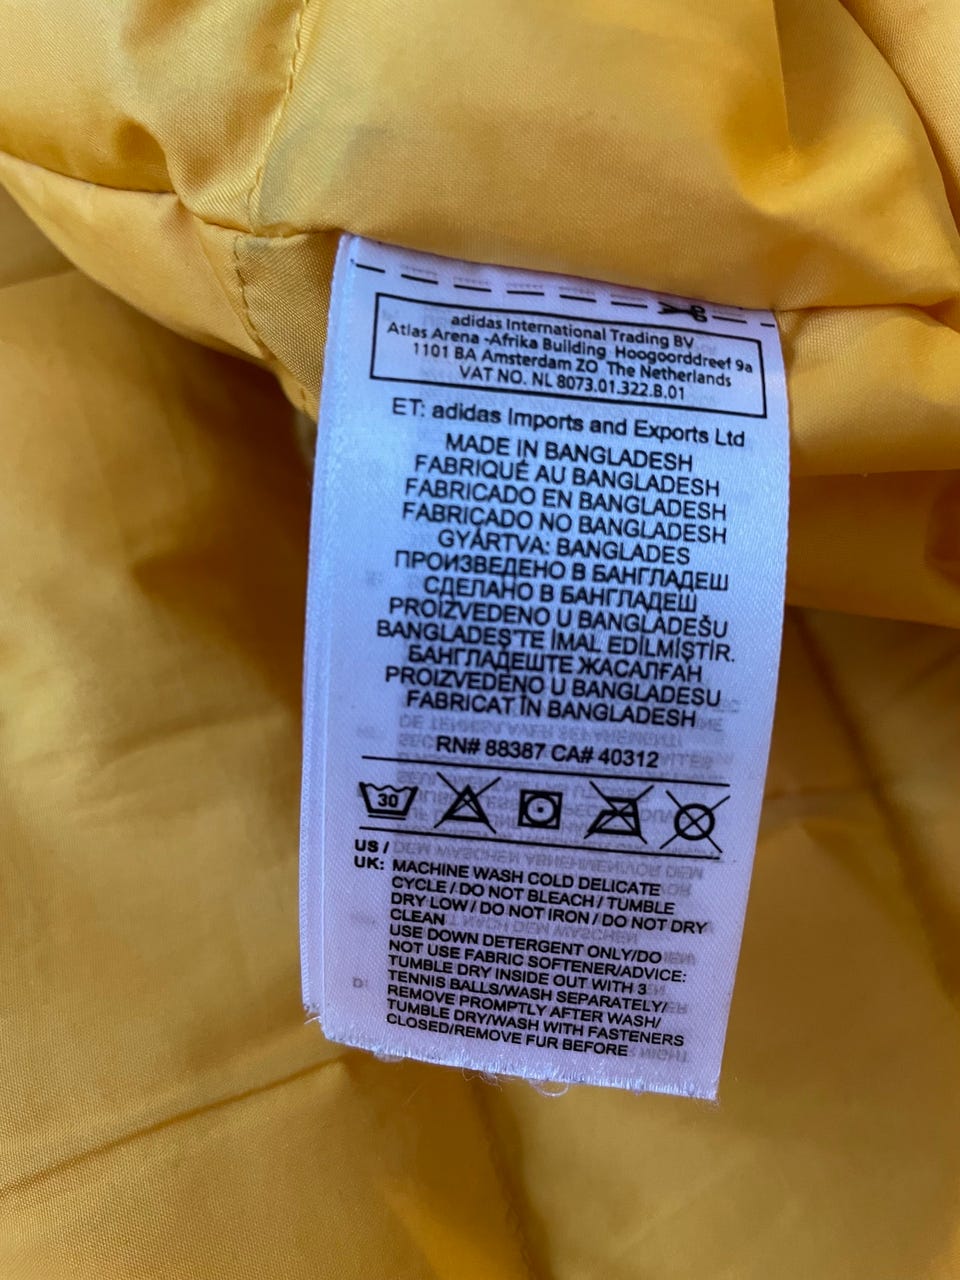 adidas International Trading BV
Atlas Arena -Afrika Building Hoogoorddreef 9a
1101 BA Amsterdam ZO The Netherlands
VAT NO. NL 8073.01.322.B.01
ET: adidas Imports and Exports Ltd
MADE IN BANGLADESH
FABRIQUÉ AU BANGLADESH
FABRICADO EN BANGLADESH
FABRICADO NO BANGLADESH
GYÁRTVA: BANGLADES
ПРОИЗВЕДЕНО В БАНГЛАДЕШ
СДЕЛАНО В БАНГЛАДЕШ
PROIZVEDENO U BANGLADEŠU
BANGLADEŞ'TE İMAL EDİLMİŞTİR.
БАНГЛАДЕШТЕ ЖАСАЛҒАН
PROIZVEDENO U BANGLADESU
FABRICAT ÎN BANGLADESH
RN# 88387 CA# 40312
30
US /
UK: MACHINE WASH COLD DELICATE
CYCLE / DO NOT BLEACH / TUMBLE
DRY LOW / DO NOT IRON / DO NOT DRY
CLEAN
USE DOWN DETERGENT ONLY/DO
NOT USE FABRIC SOFTENER/ADVICE:
TUMBLE DRY INSIDE OUT WITH 3
TENNIS BALLS/WASH SEPARATELY/
REMOVE PROMPTLY AFTER WASH/
TUMBLE DRY/WASH WITH FASTENERS
CLOSED/REMOVE FUR BEFORE